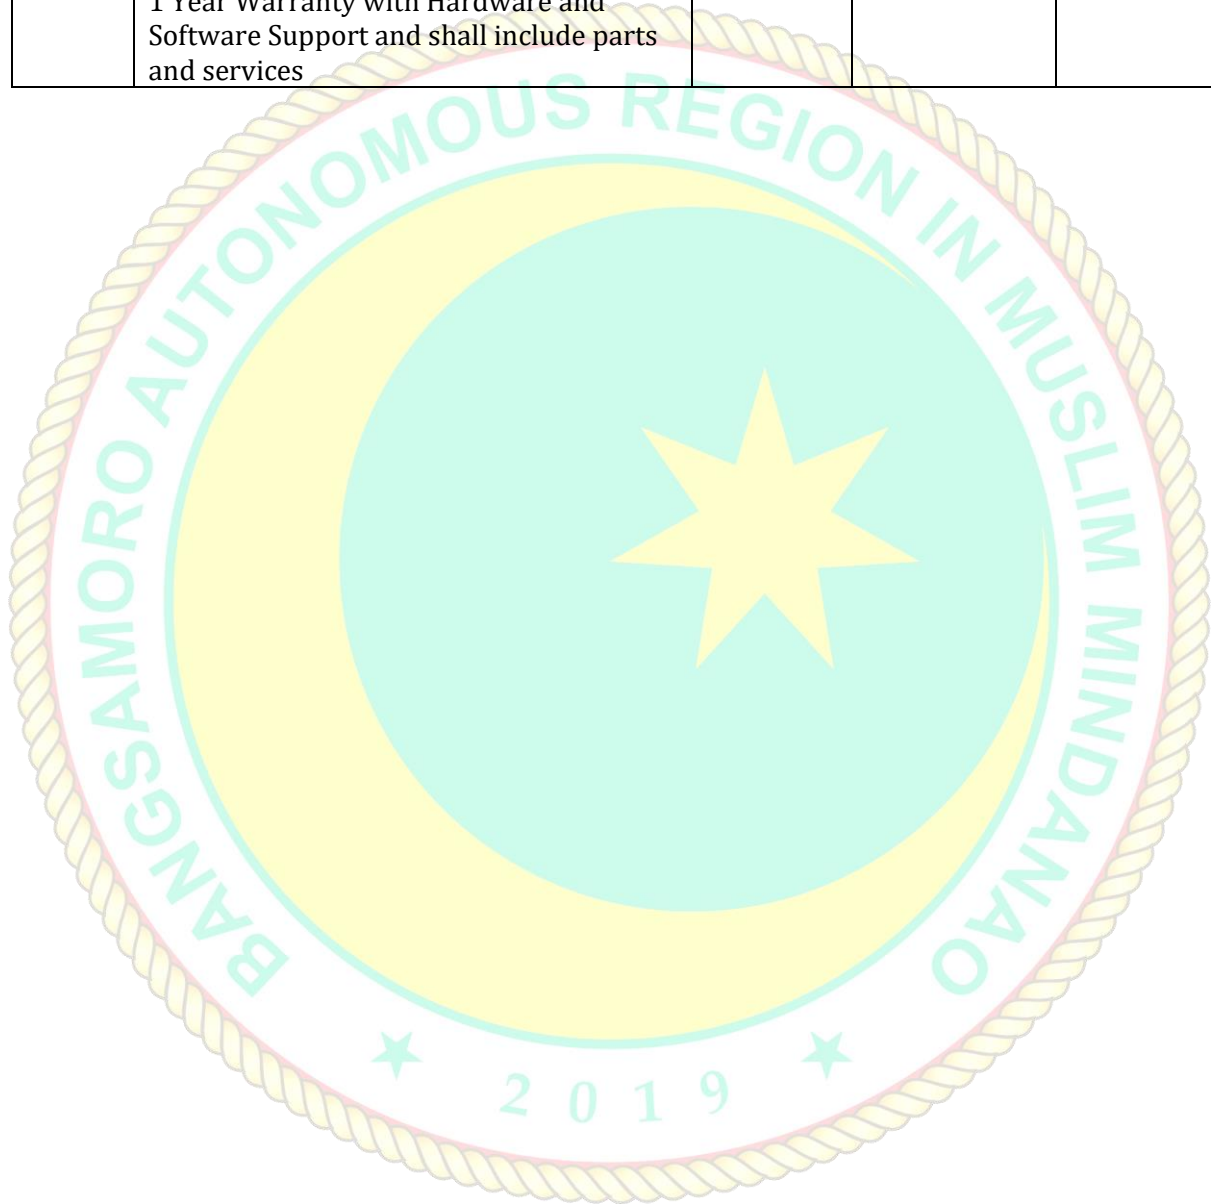 1 Year Warranty with Hardware and
Software Support and shall include parts
and services
BANGSAMORO AUTONOMOUS REGION IN MUSLIM MINDANAO
2019